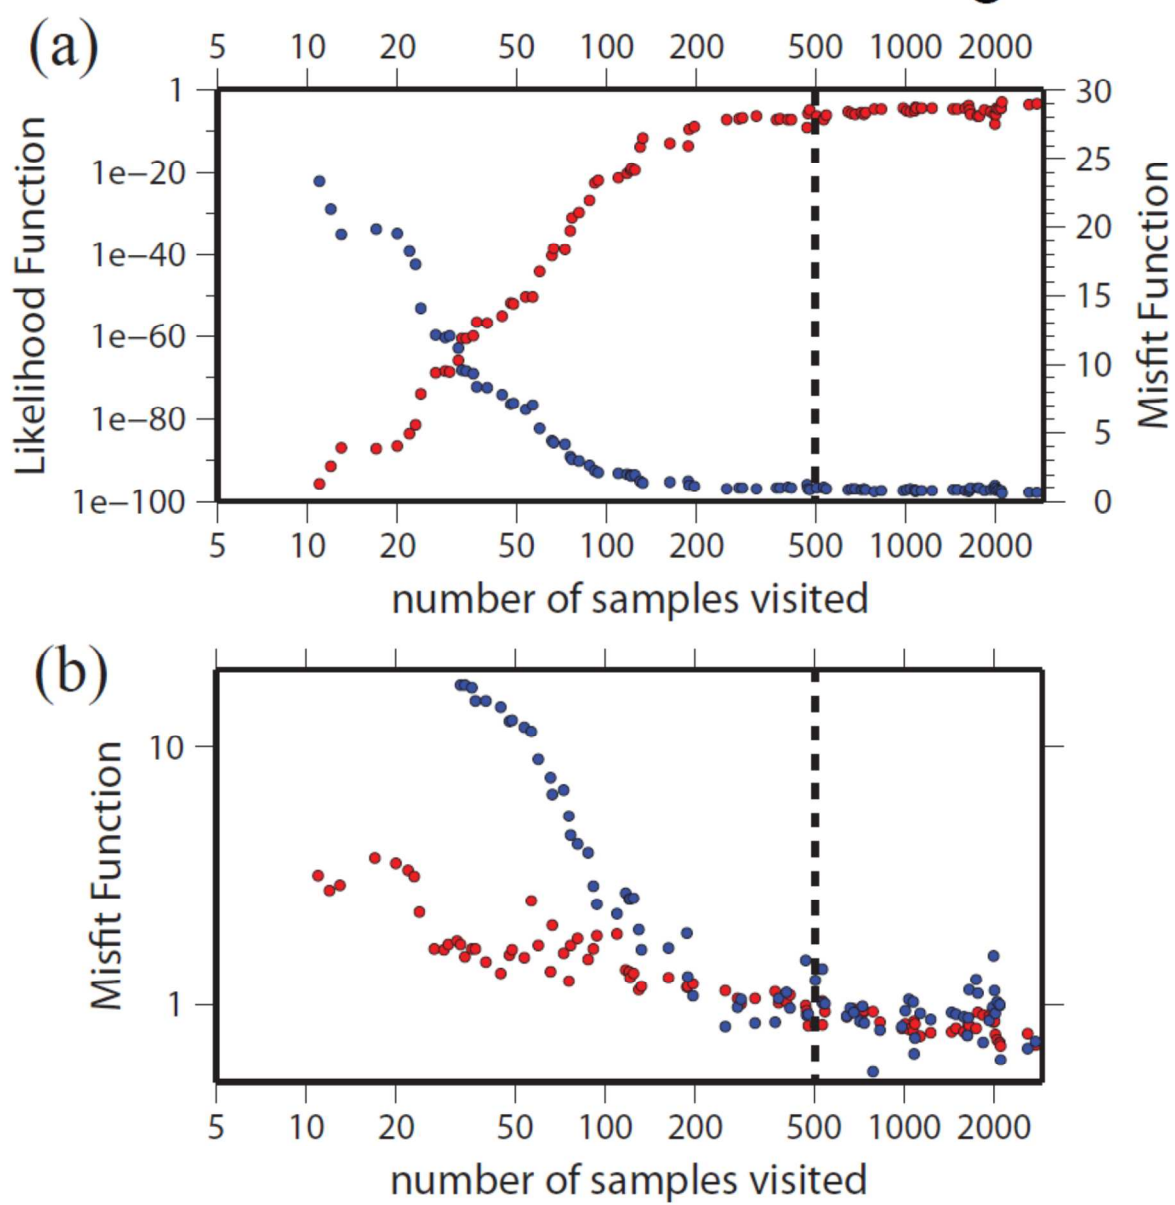 (a)
5 10 20 50 100 200 500 1000 2000
Likelihood Function
1
1e−20
1e−40
1e−60
1e−80
1e−100
30
25
20
15
10
5
0
Misfit Function
5 10 20 50 100 200 500 1000 2000
number of samples visited
(b)
Misfit Function
10
1
5 10 20 50 100 200 500 1000 2000
number of samples visited